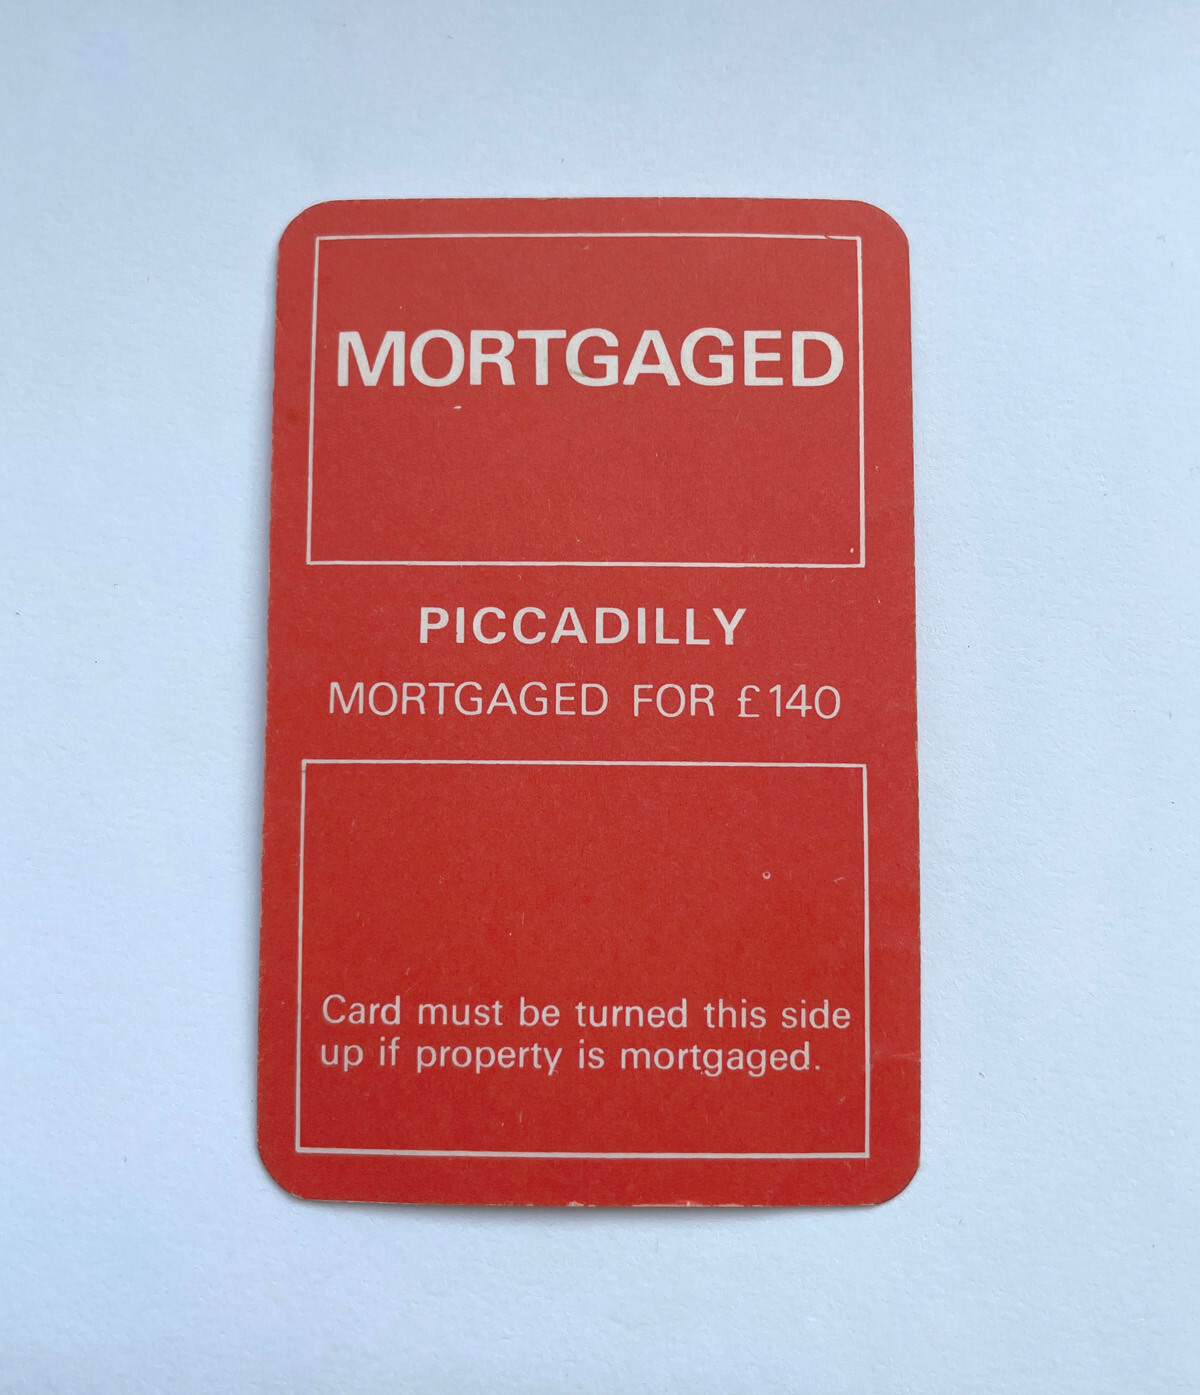 MORTGAGED
PICCADILLY
MORTGAGED FOR £140
Card must be turned this side
up if property is mortgaged.